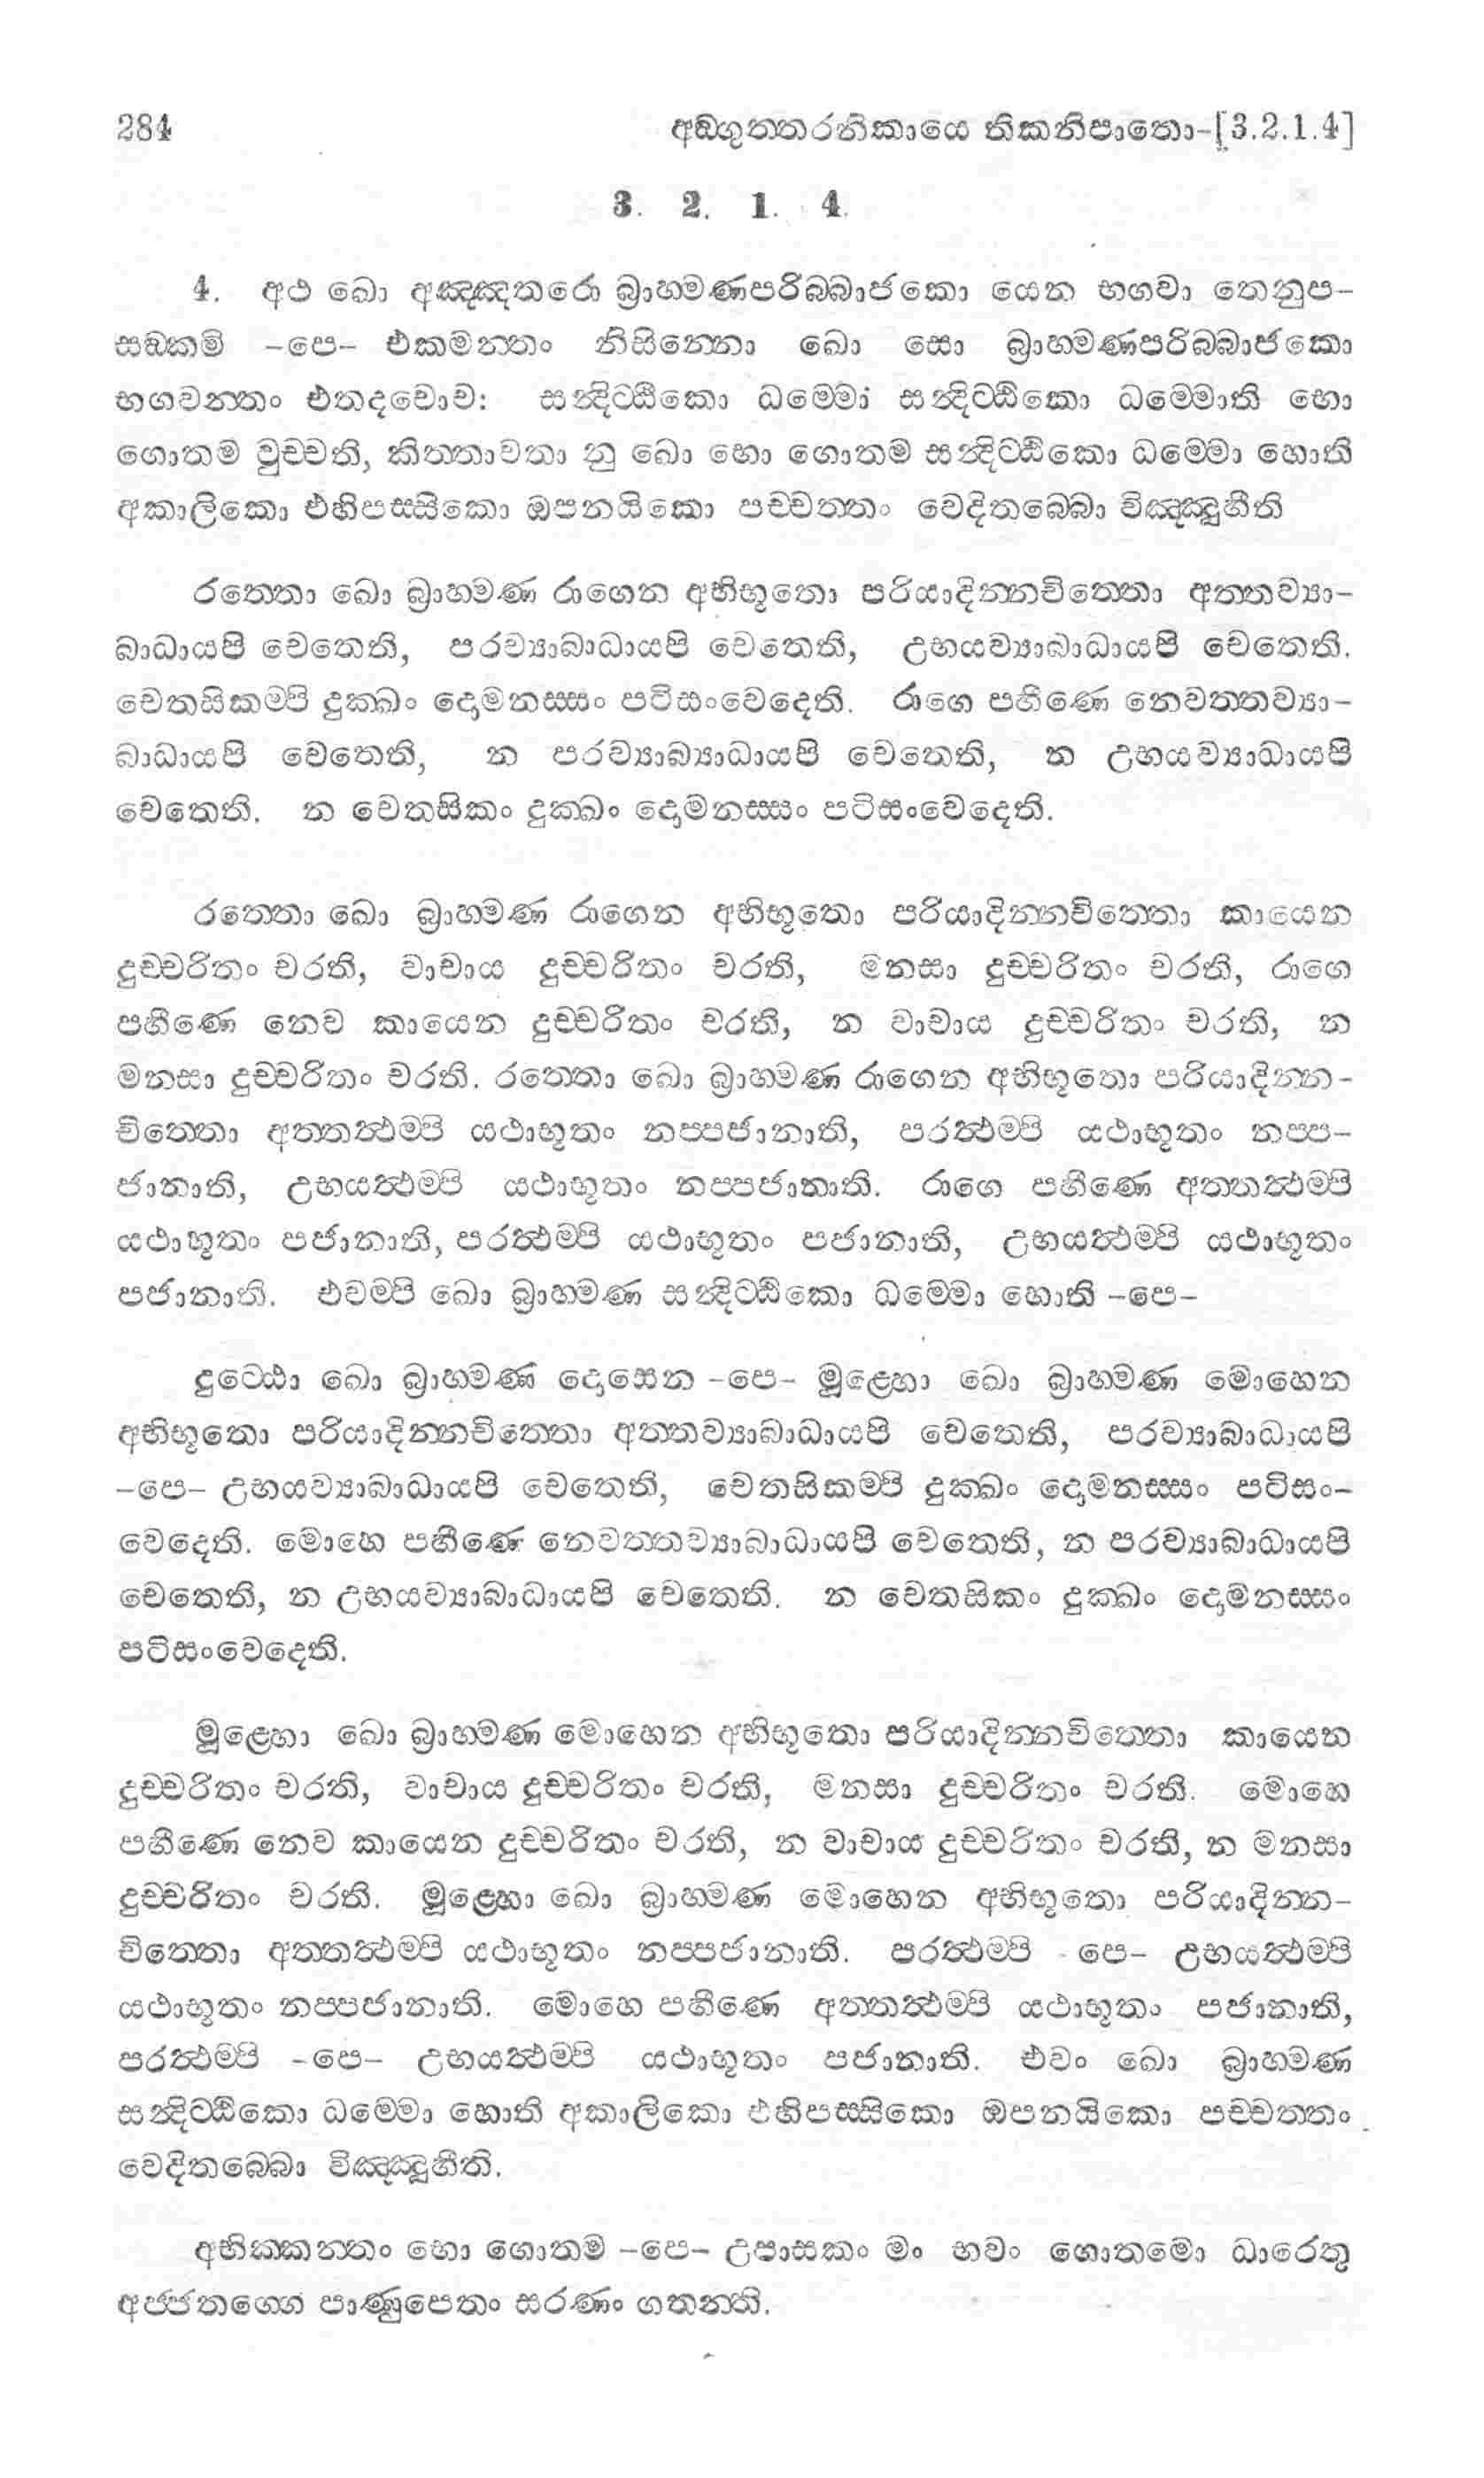 284 අඞ්ගුත්තරනිකායෙ තිකනිපාතො-[3.2.1.4]
3. 2. 1. 4.
4. අථ ඛො අඤ්ඤතරො බ්‍රාහ්මණපරිබ්බාජකො යෙන භගවා තෙනුප-
සඞ්කමි -පෙ- එකමන්තං නිසින්නො ඛො සො බ්‍රාහ්මණපරිබ්බාජකො
භගවන්තං එතදවොච: සන්දිට්ඨිකො ධම්මො සන්දිට්ඨිකො ධම්මොති භො
ගොතම වුච්චති, කිත්තාවතා නු ඛො භො ගොතම සන්දිට්ඨිකො ධම්මො හොති
අකාලිකො එහිපස්සිකො ඔපනයිකො පච්චත්තං වෙදිතබ්බො විඤ්ඤූහීති
රත්තො ඛො බ්‍රාහ්මණ රාගෙන අභිභූතො පරියාදින්නචිත්තො අත්තව්‍යා-
බාධායපි චෙතෙති, පරව්‍යාබාධායපි චෙතෙති, උභයව්‍යාබාධායපි චෙතෙති.
චෙතසිකම්පි දුක්ඛං දොමනස්සං පටිසංවෙදෙති. රාගෙ පහීණෙ නෙවත්තව්‍යා-
බාධායපි චෙතෙති, න පරව්‍යාබ්‍යාධායපි චෙතෙති, න උභයව්‍යාධායපි
චෙතෙති. න චෙතසිකං දුක්ඛං දොමනස්සං පටිසංවෙදෙති.
රත්තො ඛො බ්‍රාහ්මණ රාගෙන අභිභූතො පරියාදින්නචිත්තො කායෙන
දුච්චරිතං චරති, වාචාය දුච්චරිතං චරති, මනසා දුච්චරිතං චරති, රාගෙ
පහීණෙ නෙව කායෙන දුච්චරිතං චරති, න වාචාය දුච්චරිතං චරති, න
මනසා දුච්චරිතං චරති. රත්තො ඛො බ්‍රාහ්මණ රාගෙන අභිභූතො පරියාදින්න-
චිත්තො අත්තත්ථම්පි යථාභූතං නප්පජානාති, පරත්ථම්පි යථාභූතං නප්ප-
ජානාති, උභයත්ථම්පි යථාභූතං නප්පජානාති. රාගෙ පහීණෙ අත්තත්ථම්පි
යථාභූතං පජානාති, පරත්ථම්පි යථාභූතං පජානාති, උභයත්ථම්පි යථාභූතං
පජානාති. එවම්පි ඛො බ්‍රාහ්මණ සන්දිට්ඨිකො ධම්මො හොති -පෙ-
දුට්ඨො ඛො බ්‍රාහ්මණ දොසෙන -පෙ- මූළ්හො ඛො බ්‍රාහ්මණ මොහෙන
අභිභූතො පරියාදින්නචිත්තො අත්තව්‍යාබාධායපි චෙතෙති, පරව්‍යාබාධායපි
-පෙ- උභයව්‍යාබාධායපි චෙතෙති, චෙතසිකම්පි දුක්ඛං දොමනස්සං පටිසං-
වෙදෙති. මොහෙ පහීණෙ නෙවත්තව්‍යාබාධායපි චෙතෙති, න පරව්‍යාබාධායපි
චෙතෙති, න උභයව්‍යාබාධායපි චෙතෙති. න චෙතසිකං දුක්ඛං දොමනස්සං
පටිසංවෙදෙති.
මූළ්හො ඛො බ්‍රාහ්මණ මොහෙන අභිභූතො පරියාදින්නචිත්තො කායෙන
දුච්චරිතං චරති, වාචාය දුච්චරිතං චරති, මනසා දුච්චරිතං චරති. මොහෙ
පහීණෙ නෙව කායෙන දුච්චරිතං චරති, න වාචාය දුච්චරිතං චරති, න මනසා
දුච්චරිතං චරති. මූළ්හො ඛො බ්‍රාහ්මණ මොහෙන අභිභූතො පරියාදින්න-
චිත්තො අත්තත්ථම්පි යථාභූතං නප්පජානාති. පරත්ථම්පි -පෙ- උභයත්ථම්පි
යථාභූතං නප්පජානාති. මොහෙ පහීණෙ අත්තත්ථම්පි යථාභූතං පජානාති,
පරත්ථම්පි -පෙ- උභයත්ථම්පි යථාභූතං පජානාති. එවං ඛො බ්‍රාහ්මණ
සන්දිට්ඨිකො ධම්මො හොති අකාලිකො එහිපස්සිකො ඔපනයිකො පච්චත්තං
වෙදිතබ්බො විඤ්ඤූහීති.
අභික්කන්තං භො ගොතම -පෙ- උපාසකං මං භවං ගොතමො ධාරෙතු
අජ්ජතග්ගෙ පාණුපෙතං සරණං ගතන්ති.